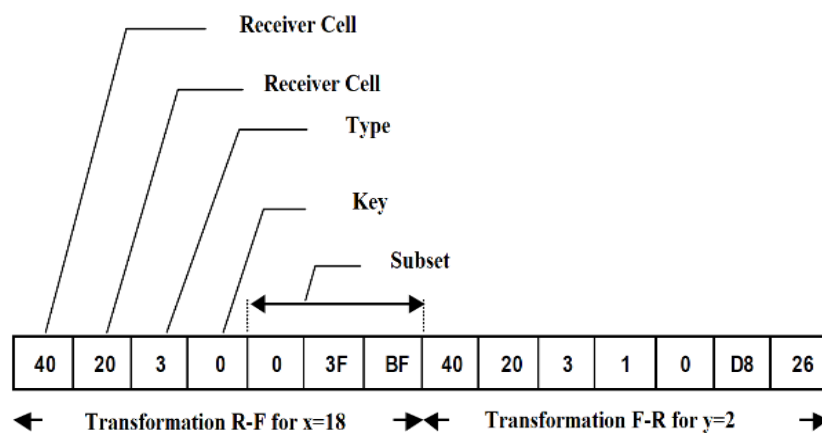 Receiver Cell
Receiver Cell
Type
Key
Subset
40 20 3 0 0 3F BF 40 20 3 1 0 D8 26
Transformation R-F for x=18 Transformation F-R for y=2